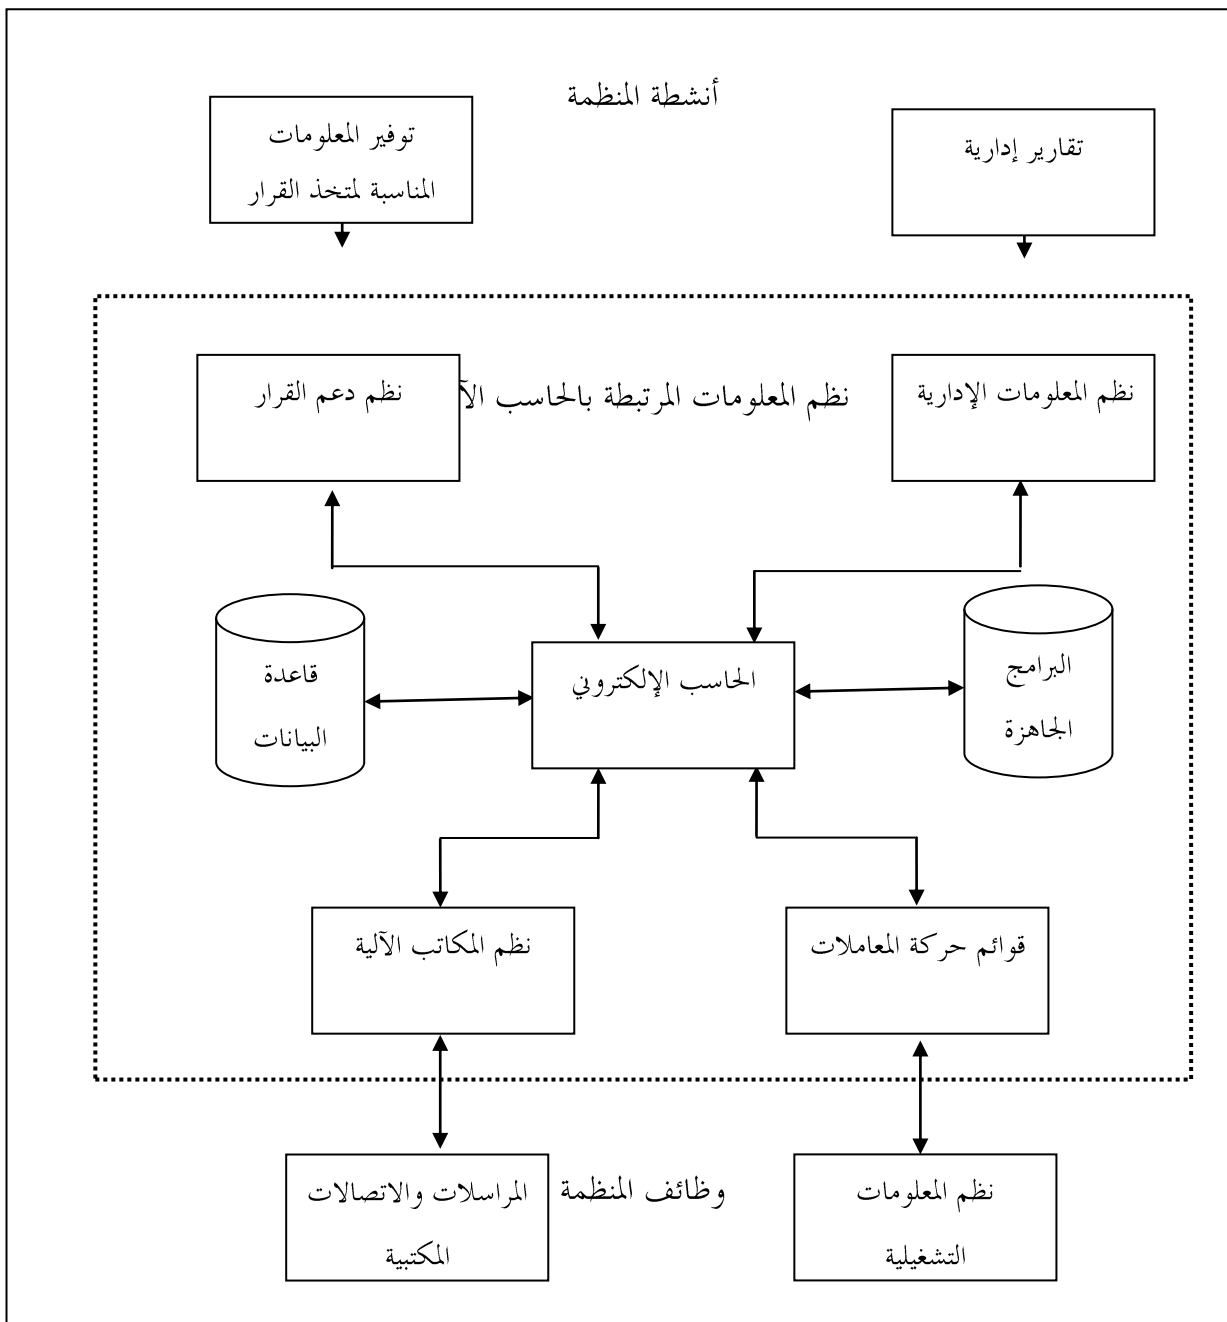 أنشطة المنظمة
تقارير إدارية
توفير المعلومات
المناسبة لمتخذ القرار
نظم المعلومات الإدارية
نظم المعلومات المرتبطة بالحاسب الآ
نظم دعم القرار
البرامج
الجاهزة
الحاسب الإلكتروني
قاعدة
البيانات
قوائم حركة المعاملات
نظم المكاتب الآلية
نظم المعلومات
التشغيلية
وظائف المنظمة
المراسلات والاتصالات
المكتبية